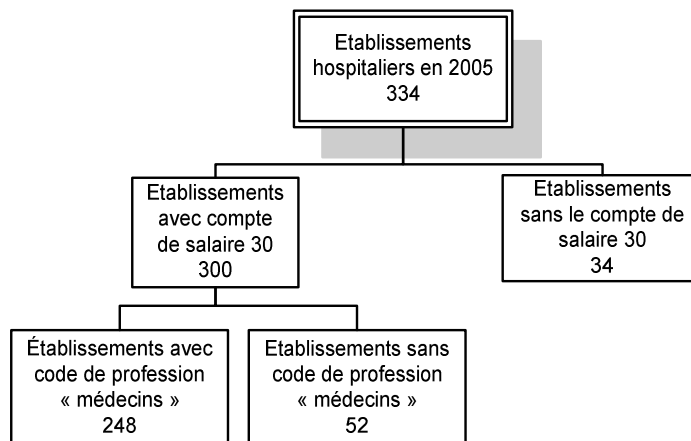 Etablissements
hospitaliers en 2005
334
Etablissements
avec compte
de salaire 30
300
Etablissements
sans le compte de
salaire 30
34
Établissements avec
code de profession
« médecins »
248
Etablissements sans
code de profession
« médecins »
52